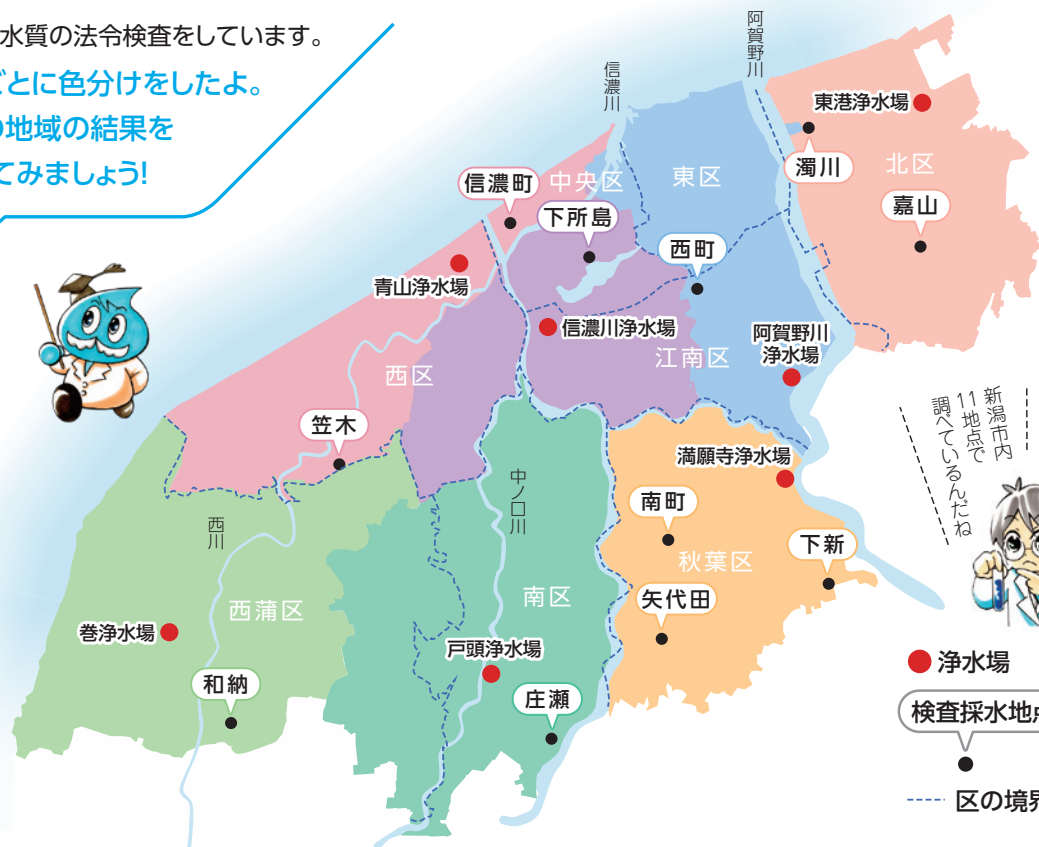 水質の法令検査をしています。
ごとに色分けをしたよ。
の地域の結果を
てみましょう!
信濃川
阿賀野川
東港浄水場
濁川
北区
嘉山
東区
中央区
信濃町
下所島
西町
青山浄水場
信濃川浄水場
阿賀野川
浄水場
江南区
西区
笠木
満願寺浄水場
新潟市内
11地点で
調べているんだね
中ノ口川
西川
南町
下新
秋葉区
矢代田
西蒲区
南区
巻浄水場
戸頭浄水場
和納
庄瀬
浄水場
検査採水地点
区の境界